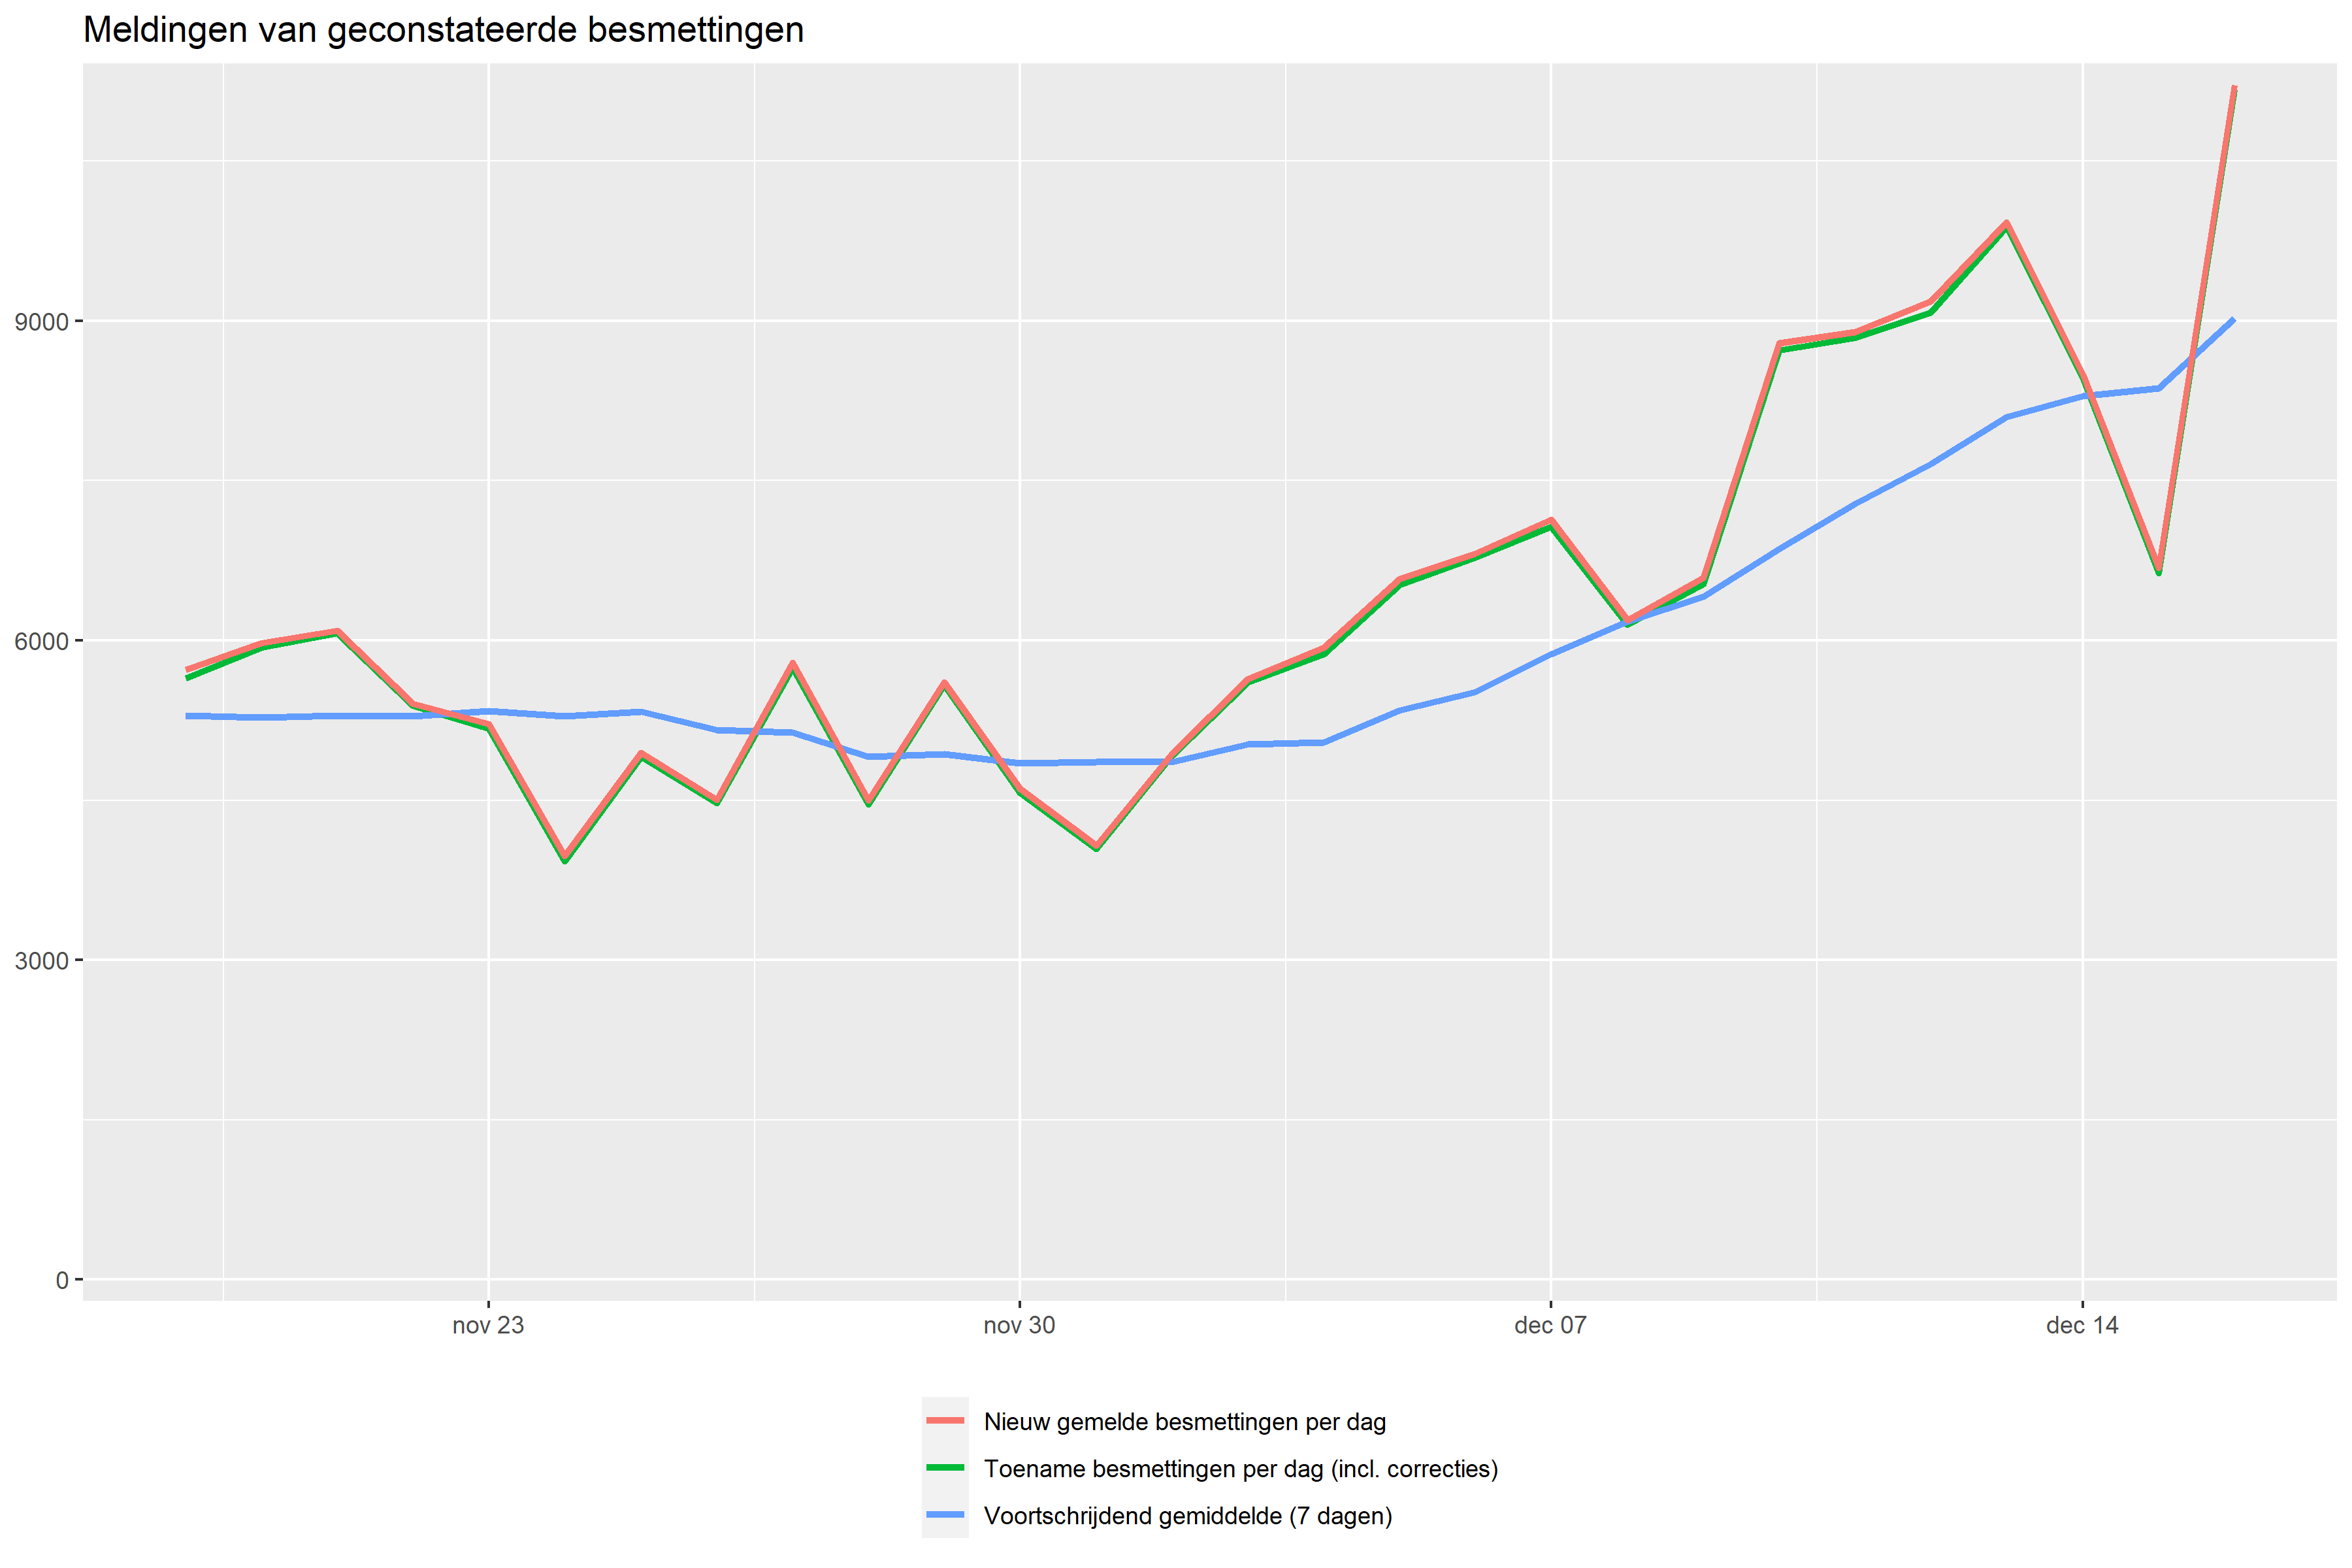 Meldingen van geconstateerde besmettingen
9000
6000
3000
0
nov 23
nov 30
dec 07
dec 14
Nieuw gemelde besmettingen per dag
Toename besmettingen per dag (incl. correcties)
Voortschrijdend gemiddelde (7 dagen)